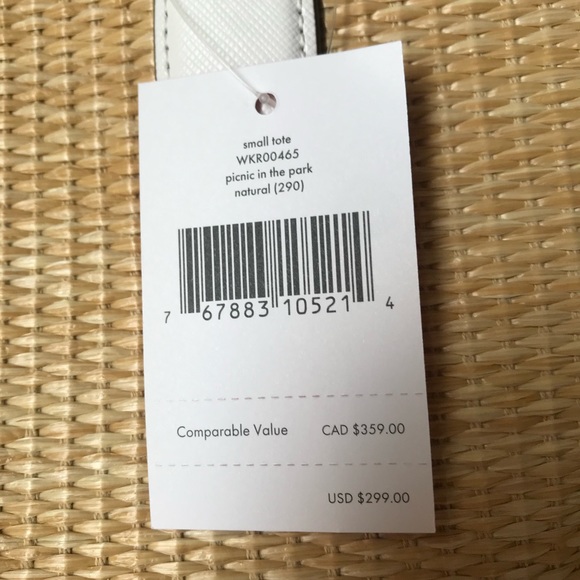 small tote
WKR00465
picnic in the park
natural (290)
7 67883 10521 4
Comparable Value CAD $359.00
USD $299.00